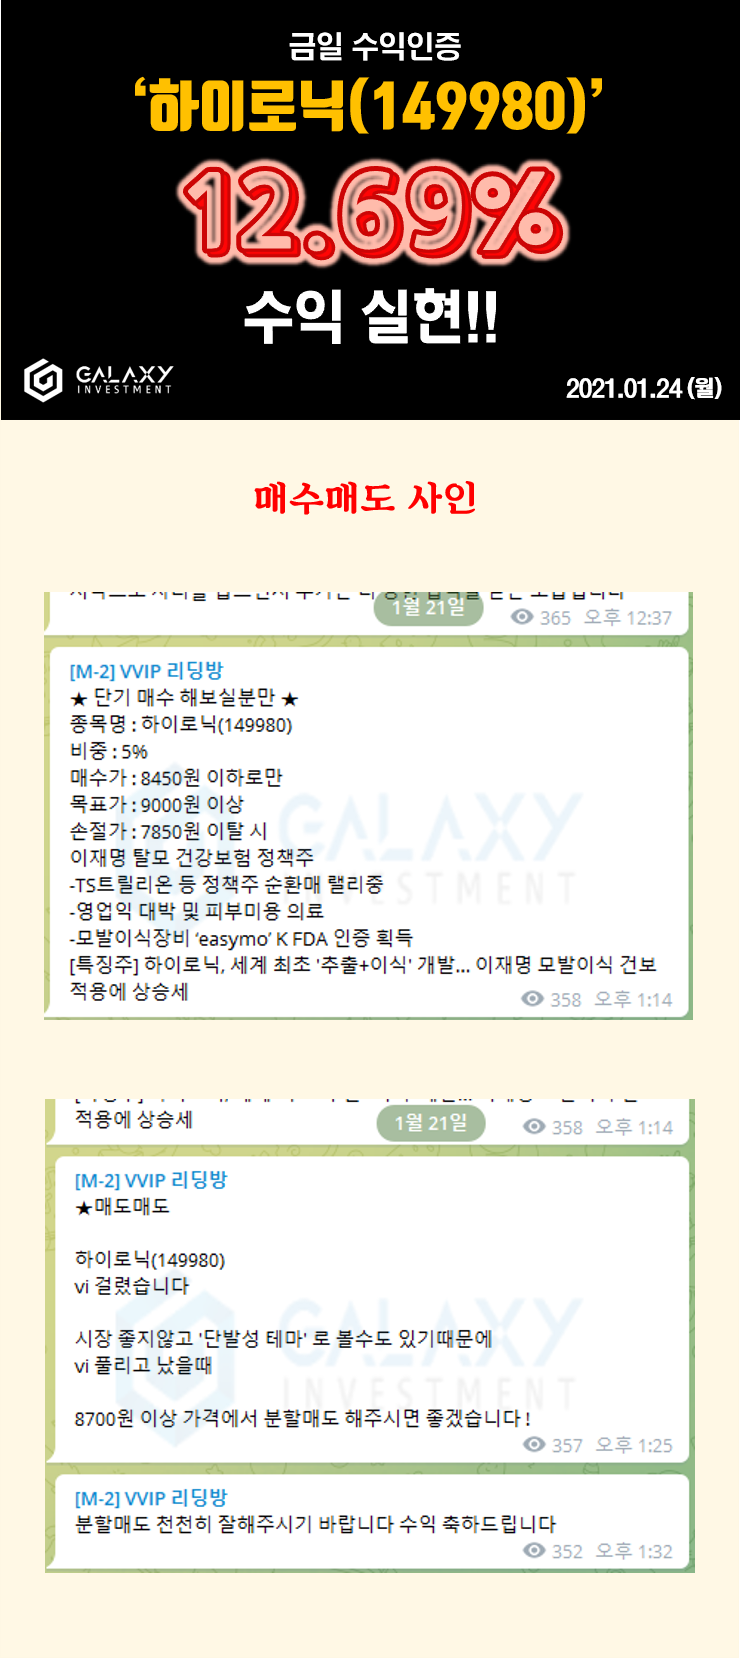 금일 수익인증
‘하이로닉(149980)’
12.69%
수익 실현!!
GALAXY
INVESTMENT
2021.01.24 (월)
매수매도 사인
1월 21일
365 오후 12:37
[M-2] VVIP 리딩방
★ 단기 매수 해보실분만 ★
종목명 : 하이로닉(149980)
비중 : 5%
매수가 : 8450원 이하로만
목표가 : 9000원 이상
손절가 : 7850원 이탈 시
이재명 탈모 건강보험 정책주
-TS트릴리온 등 정책주 순환매 랠리중
-영업익 대박 및 피부미용 의료
-모발이식장비 ‘easymo’ K FDA 인증 획득
[특징주] 하이로닉, 세계 최초 '추출+이식' 개발... 이재명 모발이식 건보
적용에 상승세
358 오후 1:14
GALAXY
INVESTMENT
적용에 상승세
1월 21일
358 오후 1:14
[M-2] VVIP 리딩방
★매도매도
하이로닉(149980)
vi 걸렸습니다
시장 좋지않고 '단발성 테마' 로 볼수도 있기때문에
vi 풀리고 났을때
8700원 이상 가격에서 분할매도 해주시면 좋겠습니다 !
357 오후 1:25
GALAXY
INVESTMENT
[M-2] VVIP 리딩방
분할매도 천천히 잘해주시기 바랍니다 수익 축하드립니다
352 오후 1:32